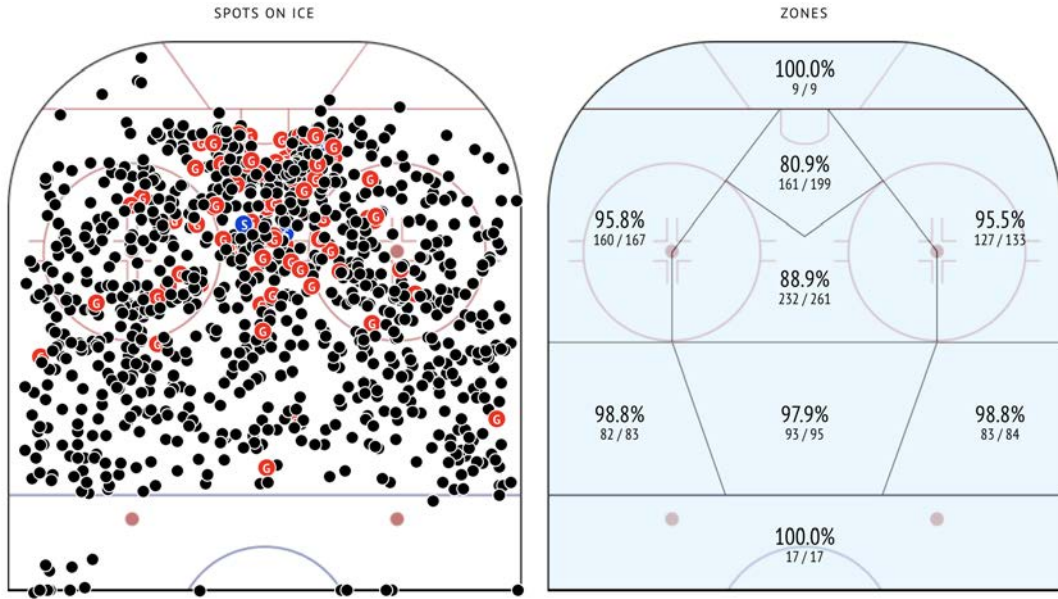 SPOTS ON ICE
ZONES
100.0%
9 / 9
80.9%
161 / 199
95.8%
160 / 167
95.5%
127 / 133
88.9%
232 / 261
98.8%
82 / 83
97.9%
93 / 95
98.8%
83 / 84
100.0%
17 / 17
G
S